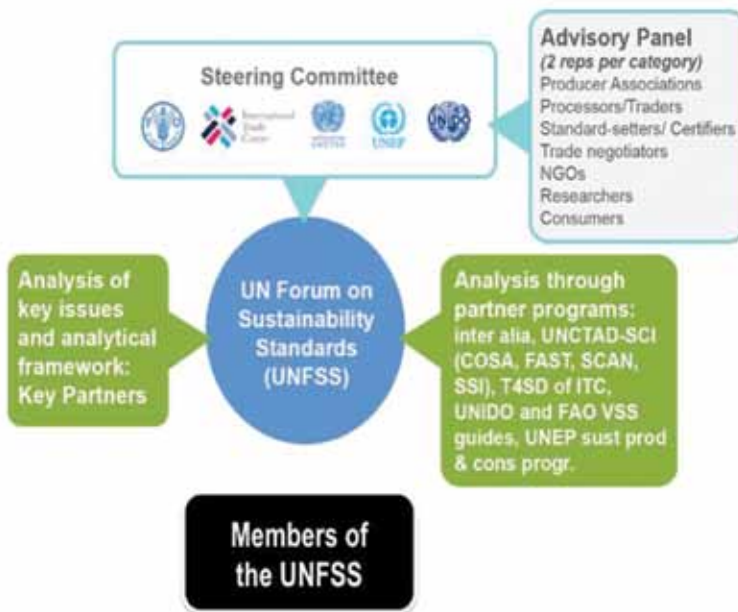 Steering Committee
International
Trade
Centre
UNCTAD
UNEP
UNIDO
Advisory Panel
(2 reps per category)
Producer Associations
Processors/Traders
Standard-setters/ Certifiers
Trade negotiators
NGOs
Researchers
Consumers
Analysis of
key issues
and analytical
framework:
Key Partners
UN Forum on
Sustainability
Standards
(UNFSS)
Analysis through
partner programs:
inter alia, UNCTAD-SCI
(COSA, FAST, SCAN,
SSI), T4SD of ITC,
UNIDO and FAO VSS
guides, UNEP sust prod
& cons progr.
Members of
the UNFSS